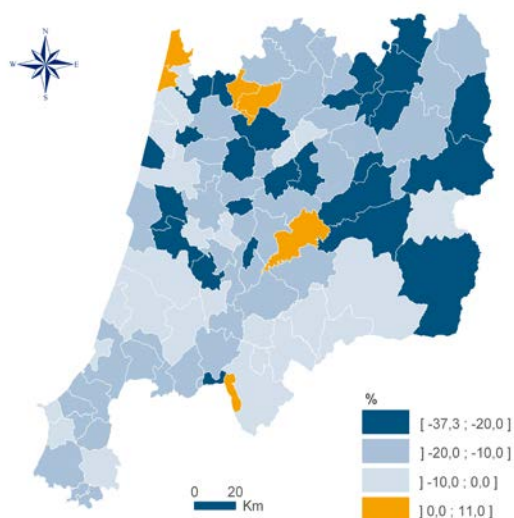 N
W E
S
%
[ -37,3 ; -20,0 ]
] -20,0 ; -10,0 ]
] -10,0 ; 0,0 ]
] 0,0 ; 11,0 ]
0 20
Km